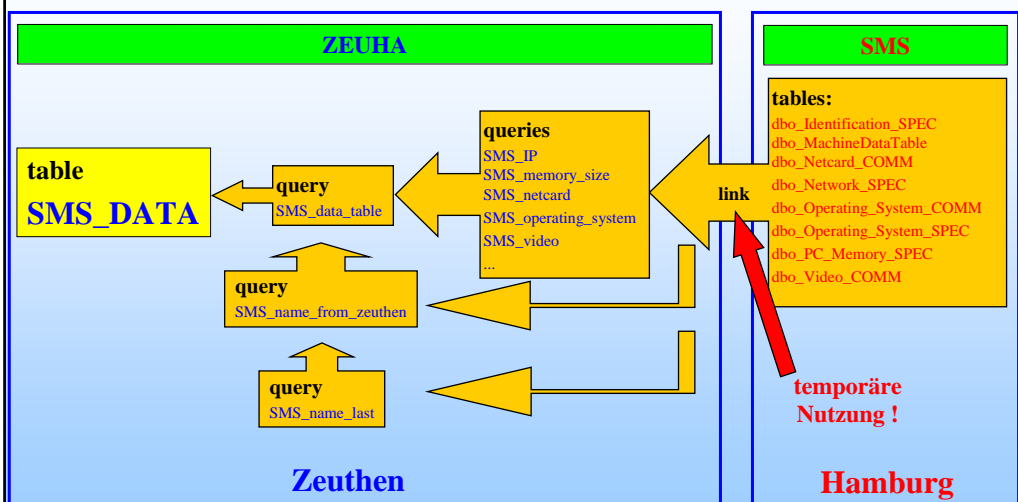 ZEUHA
table
SMS_DATA
query
SMS_data_table
queries
SMS_IP
SMS_memory_size
SMS_netcard
SMS_operating_system
SMS_video
...
query
SMS_name_from_zeuthen
query
SMS_name_last
Zeuthen
link
SMS
tables:
dbo_Identification_SPEC
dbo_MachineDataTable
dbo_Netcard_COMM
dbo_Network_SPEC
dbo_Operating_System_COMM
dbo_Operating_System_SPEC
dbo_PC_Memory_SPEC
dbo_Video_COMM
temporäre
Nutzung !
Hamburg